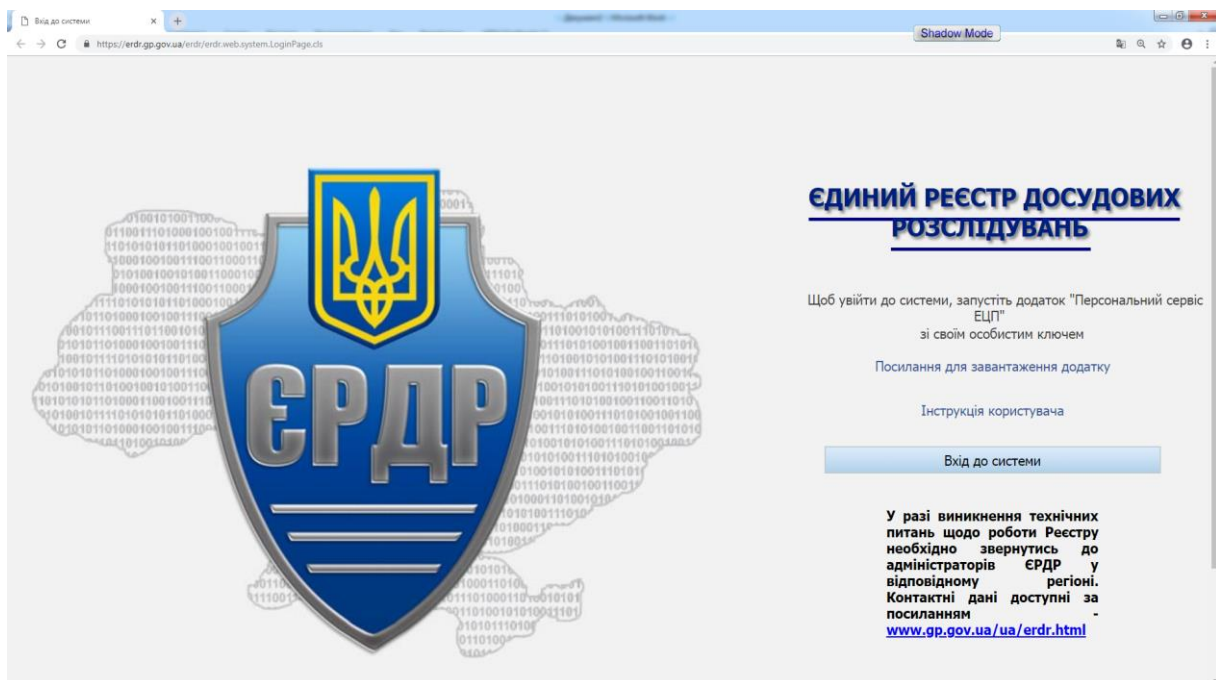 Вхід до системи
Документ2 - Microsoft Word
Shadow Mode
https://erdr.gp.gov.ua/erdr/erdr.web.system.LoginPage.cls
ЄДИНИЙ РЕЄСТР ДОСУДОВИХ
РОЗСЛІДУВАНЬ
Щоб увійти до системи, запустіть додаток "Персональний сервіс
ЕЦП"
зі своїм особистим ключем
Посилання для завантаження додатку
Інструкція користувача
Вхід до системи
У разі виникнення технічних
питань щодо роботи Реєстру
необхідно звернутись до
адміністраторів ЄРДР у
відповідному регіоні.
Контактні дані доступні за
посиланням -
www.gp.gov.ua/ua/erdr.html
ЄРДР